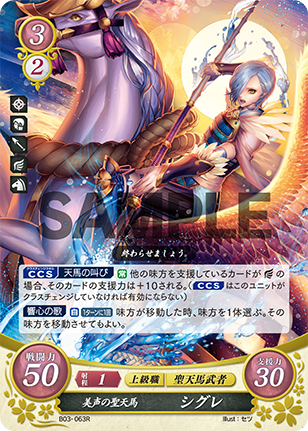 3
2
SAMPLE
終わらせましょう。
CCS 天馬の叫び 常 他の味方を支援しているカードが の
場合、そのカードの支援力は+10される。(CCS はこのユニット
がクラスチェンジしていなければ有効にならない)
響心の歌 自 1ターンに1回 味方が移動した時、味方を1体選ぶ。そ
の味方を移動させてもよい。
戦闘力
50
射程 1 上級職 聖天馬武者
支援力
30
美声の聖天馬 シグレ
B03-063R
Illust:セツ